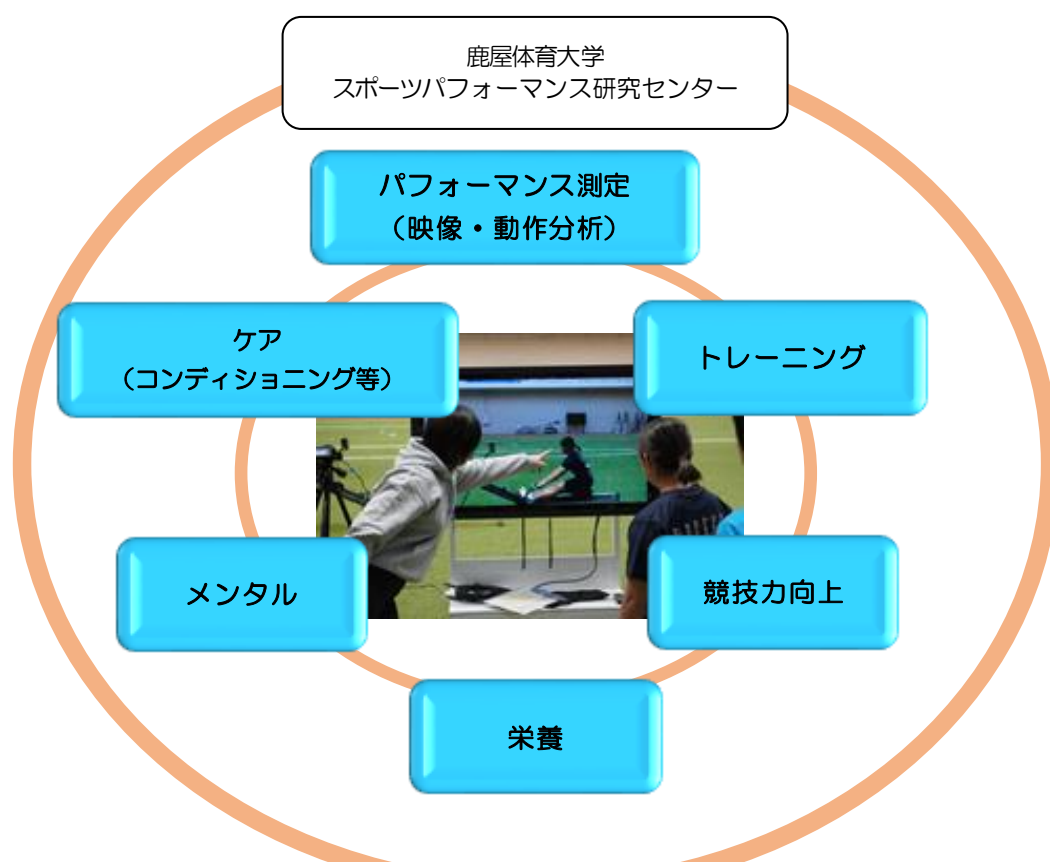 鹿屋体育大学
スポーツパフォーマンス研究センター
パフォーマンス測定
（映像・動作分析）
ケア
（コンディショニング等）
トレーニング
メンタル
競技力向上
栄養